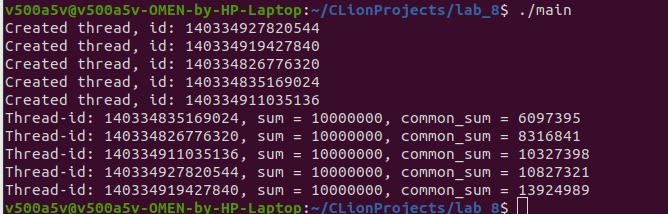 v500a5v@v500a5v-OMEN-by-HP-Laptop:~/CLionProjects/lab_8$ ./main
Created thread, id: 140334927820544
Created thread, id: 140334919427840
Created thread, id: 140334826776320
Created thread, id: 140334835169024
Created thread, id: 140334911035136
Thread-id: 140334835169024, sum = 10000000, common_sum = 6097395
Thread-id: 140334826776320, sum = 10000000, common_sum = 8316841
Thread-id: 140334911035136, sum = 10000000, common_sum = 10327398
Thread-id: 140334927820544, sum = 10000000, common_sum = 10827321
Thread-id: 140334919427840, sum = 10000000, common_sum = 13924989
v500a5v@v500a5v-OMEN-by-HP-Laptop:~/CLionProjects/lab_8$